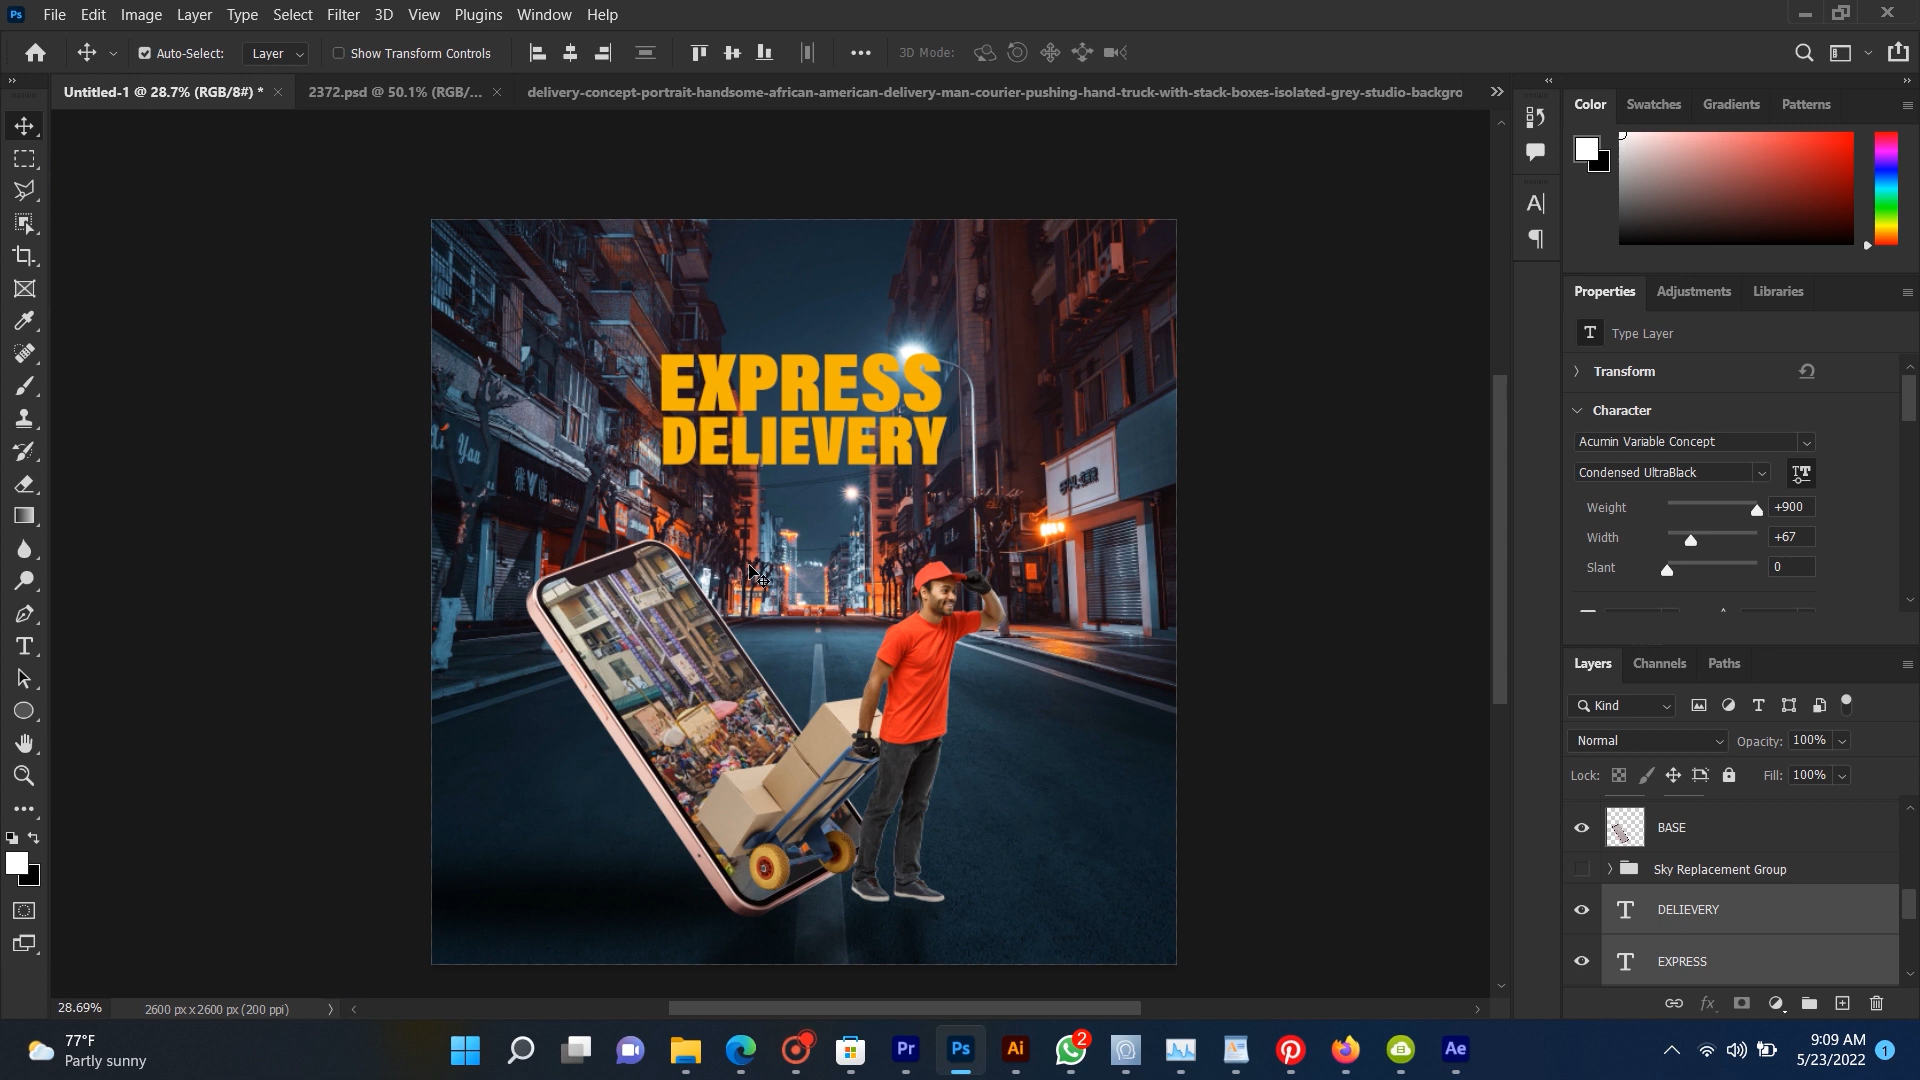 Ps File Edit Image Layer Type Select Filter 3D View Plugins Window Help
Auto-Select: Layer Show Transform Controls 3D Mode:
Untitled-1 @ 28.7% (RGB/8#) * 2372.psd @ 50.1% (RGB/... delivery-concept-portrait-handsome-african-american-delivery-man-courier-pushing-hand-truck-with-stack-boxes-isolated-grey-studio-backgro
Color Swatches Gradients Patterns
EXPRESS
DELIEVERY
Properties Adjustments Libraries
T Type Layer
Transform
Character
Acumin Variable Concept
Condensed UltraBlack
Weight +900
Width +67
Slant 0
Layers Channels Paths
Kind
Normal Opacity: 100%
Lock: Fill: 100%
BASE
Sky Replacement Group
T DELIEVERY
T EXPRESS
28.69% 2600 px x 2600 px (200 ppi)
77°F
Partly sunny
Pr Ps Ai 2 Ae
9:09 AM
5/23/2022 1